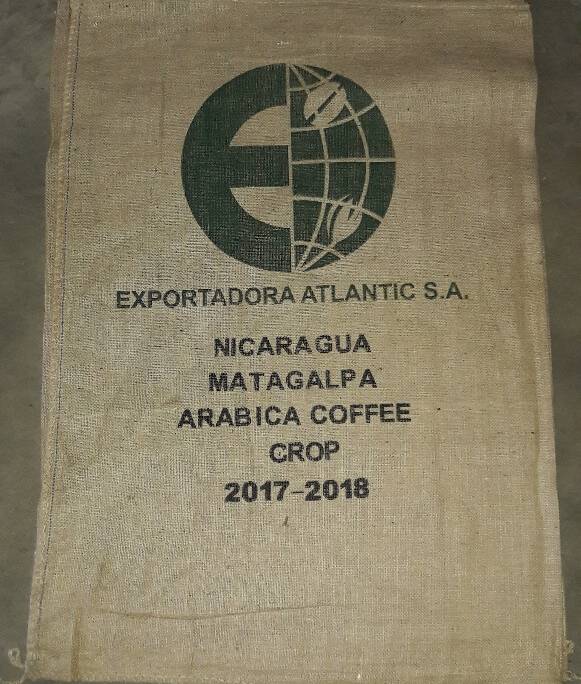 EXPORTADORA ATLANTIC S.A.
NICARAGUA
MATAGALPA
ARABICA COFFEE
CROP
2017-2018